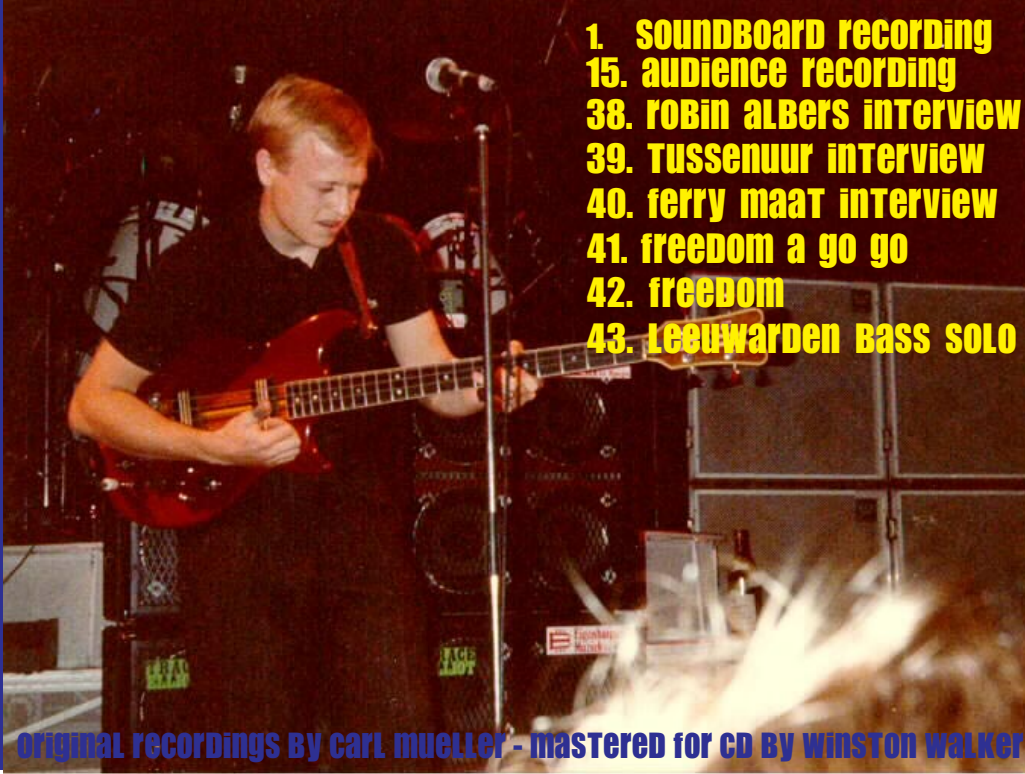 1. SOUNDBOARD RECORDING
15. AUDIENCE RECORDING
38. ROBIN ALBERS INTERVIEW
39. TUSSENUUR INTERVIEW
40. FERRY MAAT INTERVIEW
41. FREEDOM A GO GO
42. FREEDOM
43. LEEUWARDEN BASS SOLO
TRACE
ORIGINAL RECORDINGS BY CARL MUELLER - MASTERED FOR CD BY WINSTON WALKER